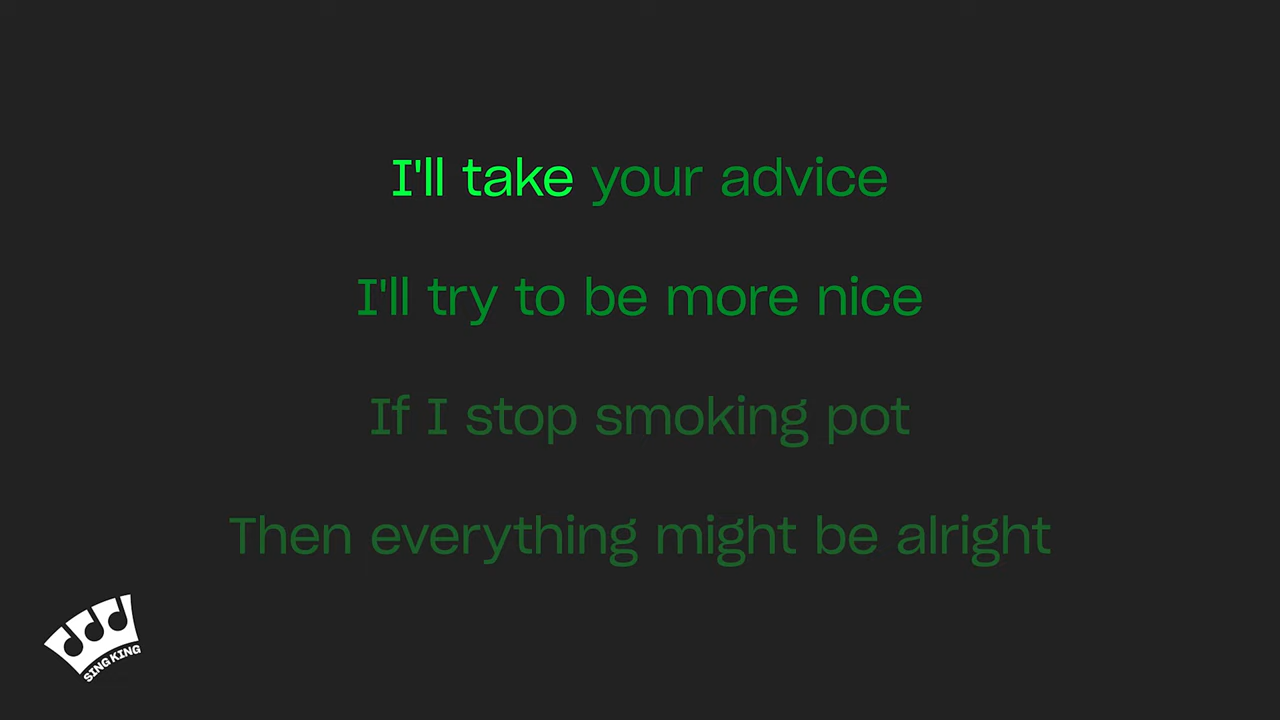 I'll take your advice
I'll try to be more nice
If I stop smoking pot
Then everything might be alright
SING KING